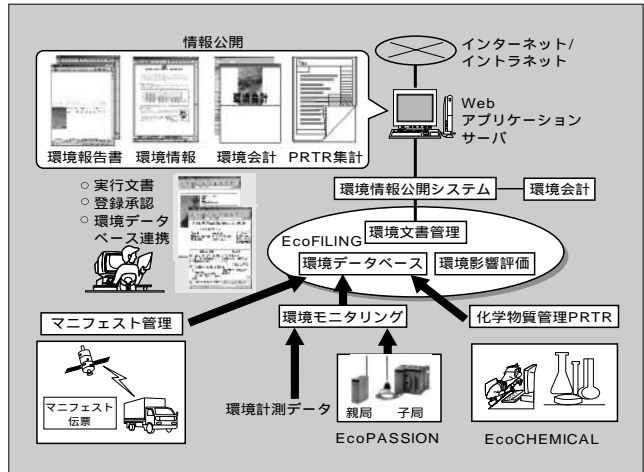 情報公開
環境報告書
環境情報
環境会計
PRTR集計
インターネット/
イントラネット
Web
アプリケーション
サーバ
○ 実行文書
○ 登録承認
○ 環境データ
ベース連携
環境情報公開システム
環境会計
EcoFILING
環境文書管理
環境データベース
環境影響評価
マニフェスト管理
環境モニタリング
化学物質管理PRTR
マニフェスト
伝票
環境計測データ
親局
子局
EcoPASSION
EcoCHEMICAL